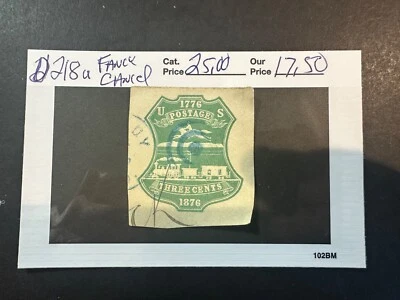 U218a Fancy Cancel
Cat. Price 25.00
Our Price 17.50
1776
U S
POSTAGE
THREE CENTS
1876
102BM